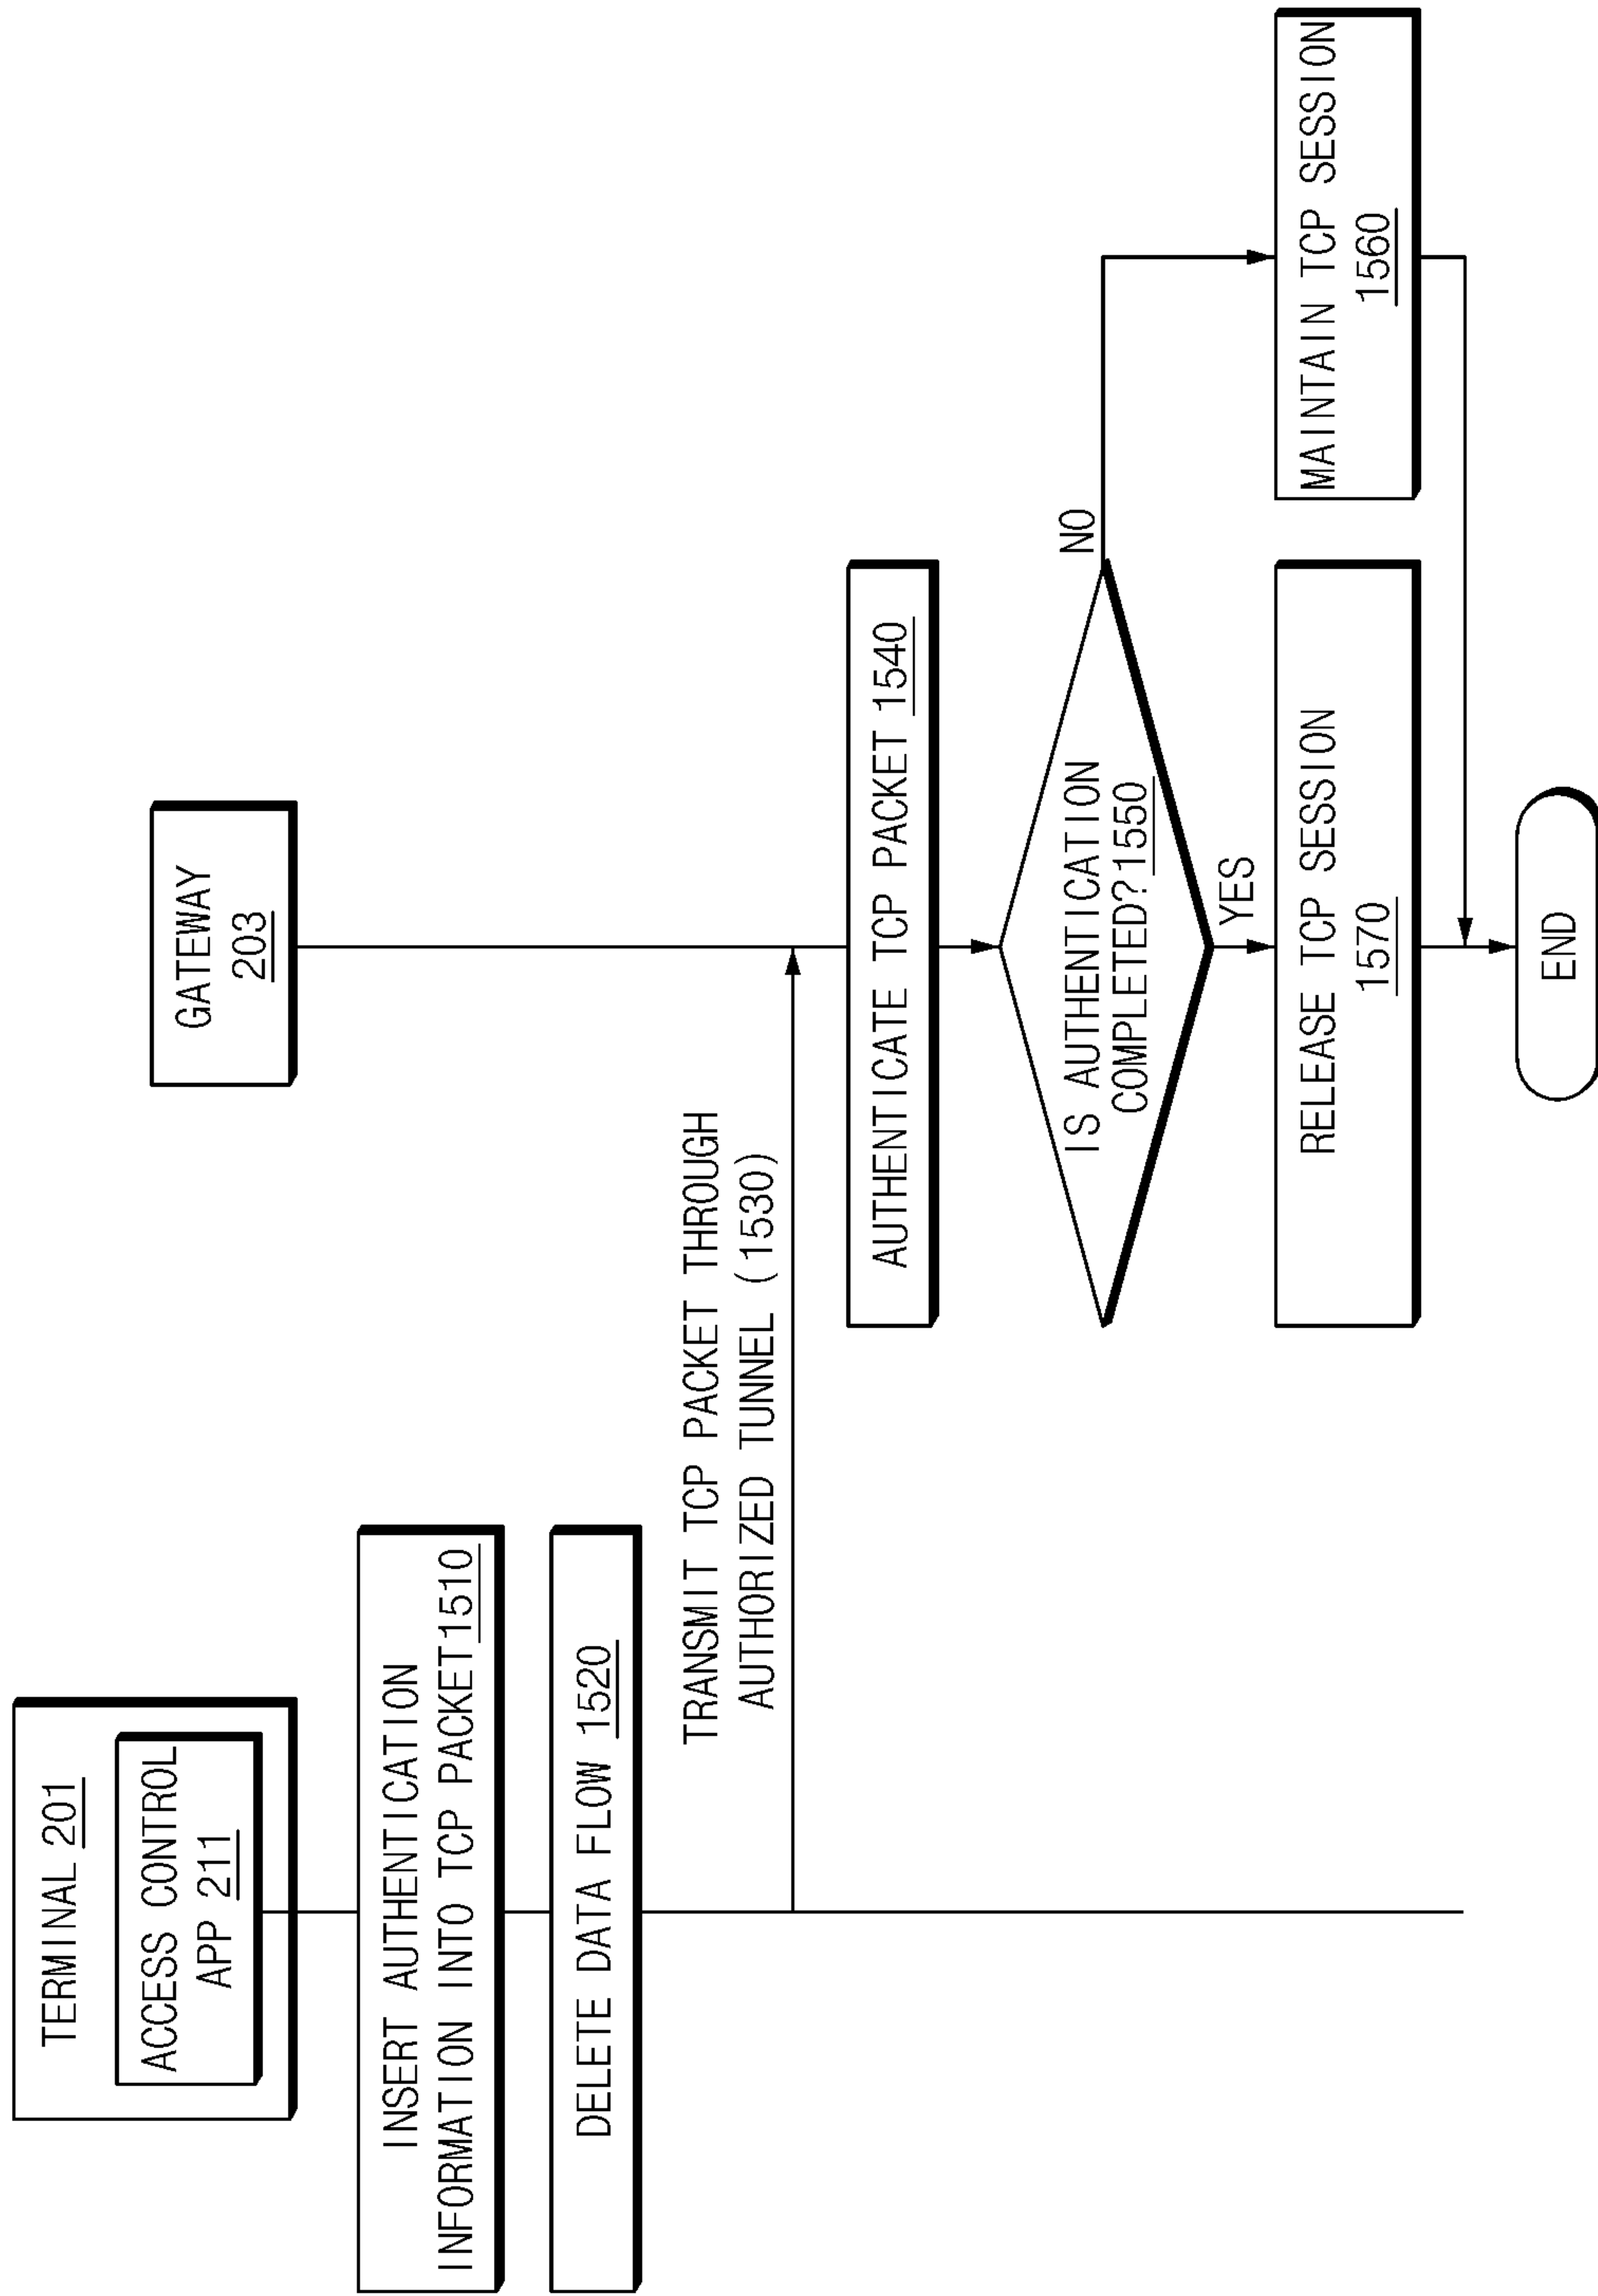 TERMINAL 201
ACCESS CONTROL
APP 211
GATEWAY
203
INSERT AUTHENTICATION
INFORMATION INTO TCP PACKET1510
DELETE DATA FLOW 1520
TRANSMIT TCP PACKET THROUGH
AUTHORIZED TUNNEL (1530)
AUTHENTICATE TCP PACKET 1540
IS AUTHENTICATION
COMPLETED?1550
NO
YES
RELEASE TCP SESSION
1570
MAINTAIN TCP SESSION
1560
END